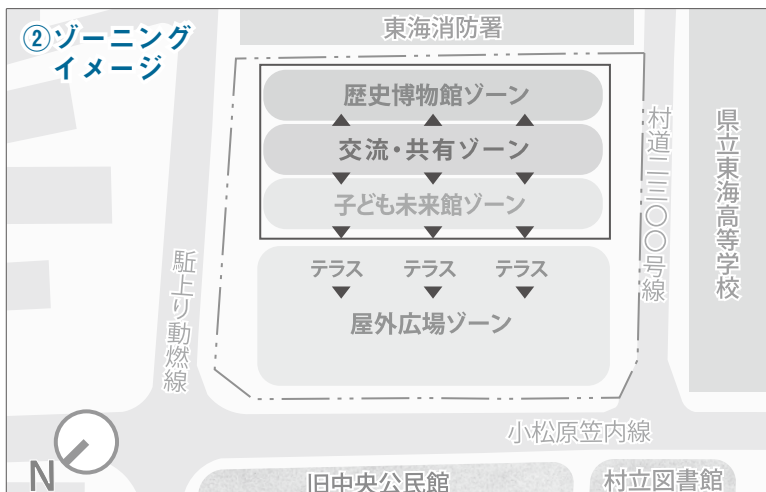 ②ゾーニング
イメージ
東海消防署
歴史博物館ゾーン
交流・共有ゾーン
子ども未来館ゾーン
テラス テラス テラス
屋外広場ゾーン
駈上り動燃線
村道二三〇〇号線
県立東海高等学校
小松原笠内線
N
旧中央公民館
村立図書館